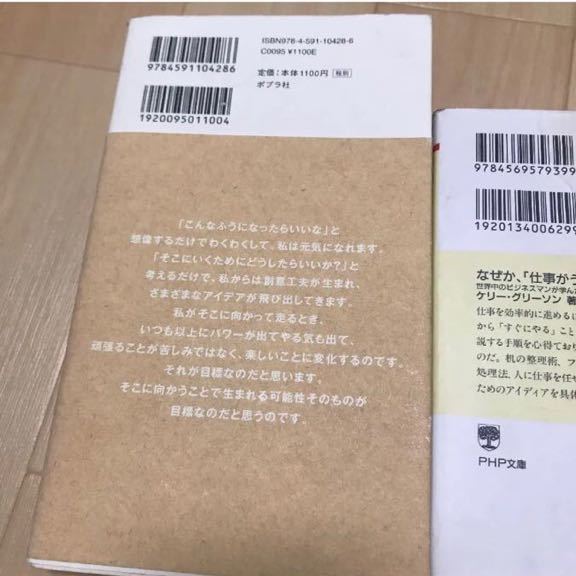 ISBN978-4-591-10428-6
C0095 ¥1100E
9784591104286
定価：本体1100円 税別
ポプラ社
1920095011004
「こんなふうになったらいいな」と
想像するだけでわくわくして、私は元気になれます。
「そこにいくためにどうしたらいいか？」と
考えるだけで、私からは創意工夫が生まれ、
さまざまなアイデアが飛び出してきます。
私がそこに向かって走るとき、
いつも以上にパワーが出てやる気も出て、
頑張ることが苦しみではなく、楽しいことに変化するのです。
それが目標なのだと思います。
そこに向かうことで生まれる可能性そのものが
目標なのだと思うのです。
9784569579399
1920134006299
なぜか、「仕事がう
世界中のビジネスマンが学んだ
ケリー・グリーソン 著
仕事を効率的に進めるに
から「すぐにやる」こと
説する手順を心得ており
のだ。机の整理術、フ
処理法、人に仕事を任せ
ためのアイディアを具体
PHP文庫